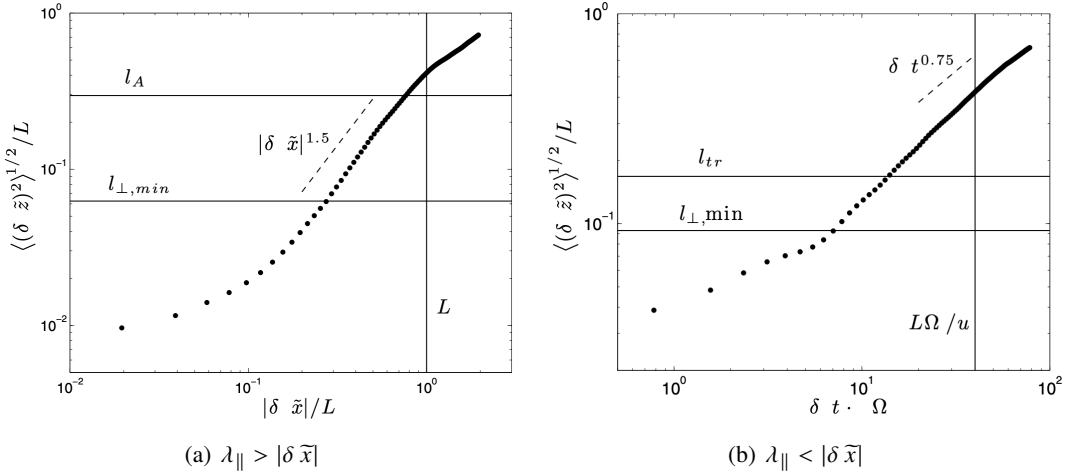 10^0
10^{-1}
10^{-2}
⟨(δ z̃)^2⟩^{1/2}/L
l_A
l_{⊥,min}
|δ x̃|^{1.5}
L
10^{-2}
10^{-1}
10^0
|δ x̃|/L
(a) λ_∥ > |δ x̃|
10^0
10^{-1}
⟨(δ z̃)^2⟩^{1/2}/L
δ t^{0.75}
l_{tr}
l_{⊥,min}
LΩ/u
10^0
10^1
10^2
δ t · Ω
(b) λ_∥ < |δ x̃|